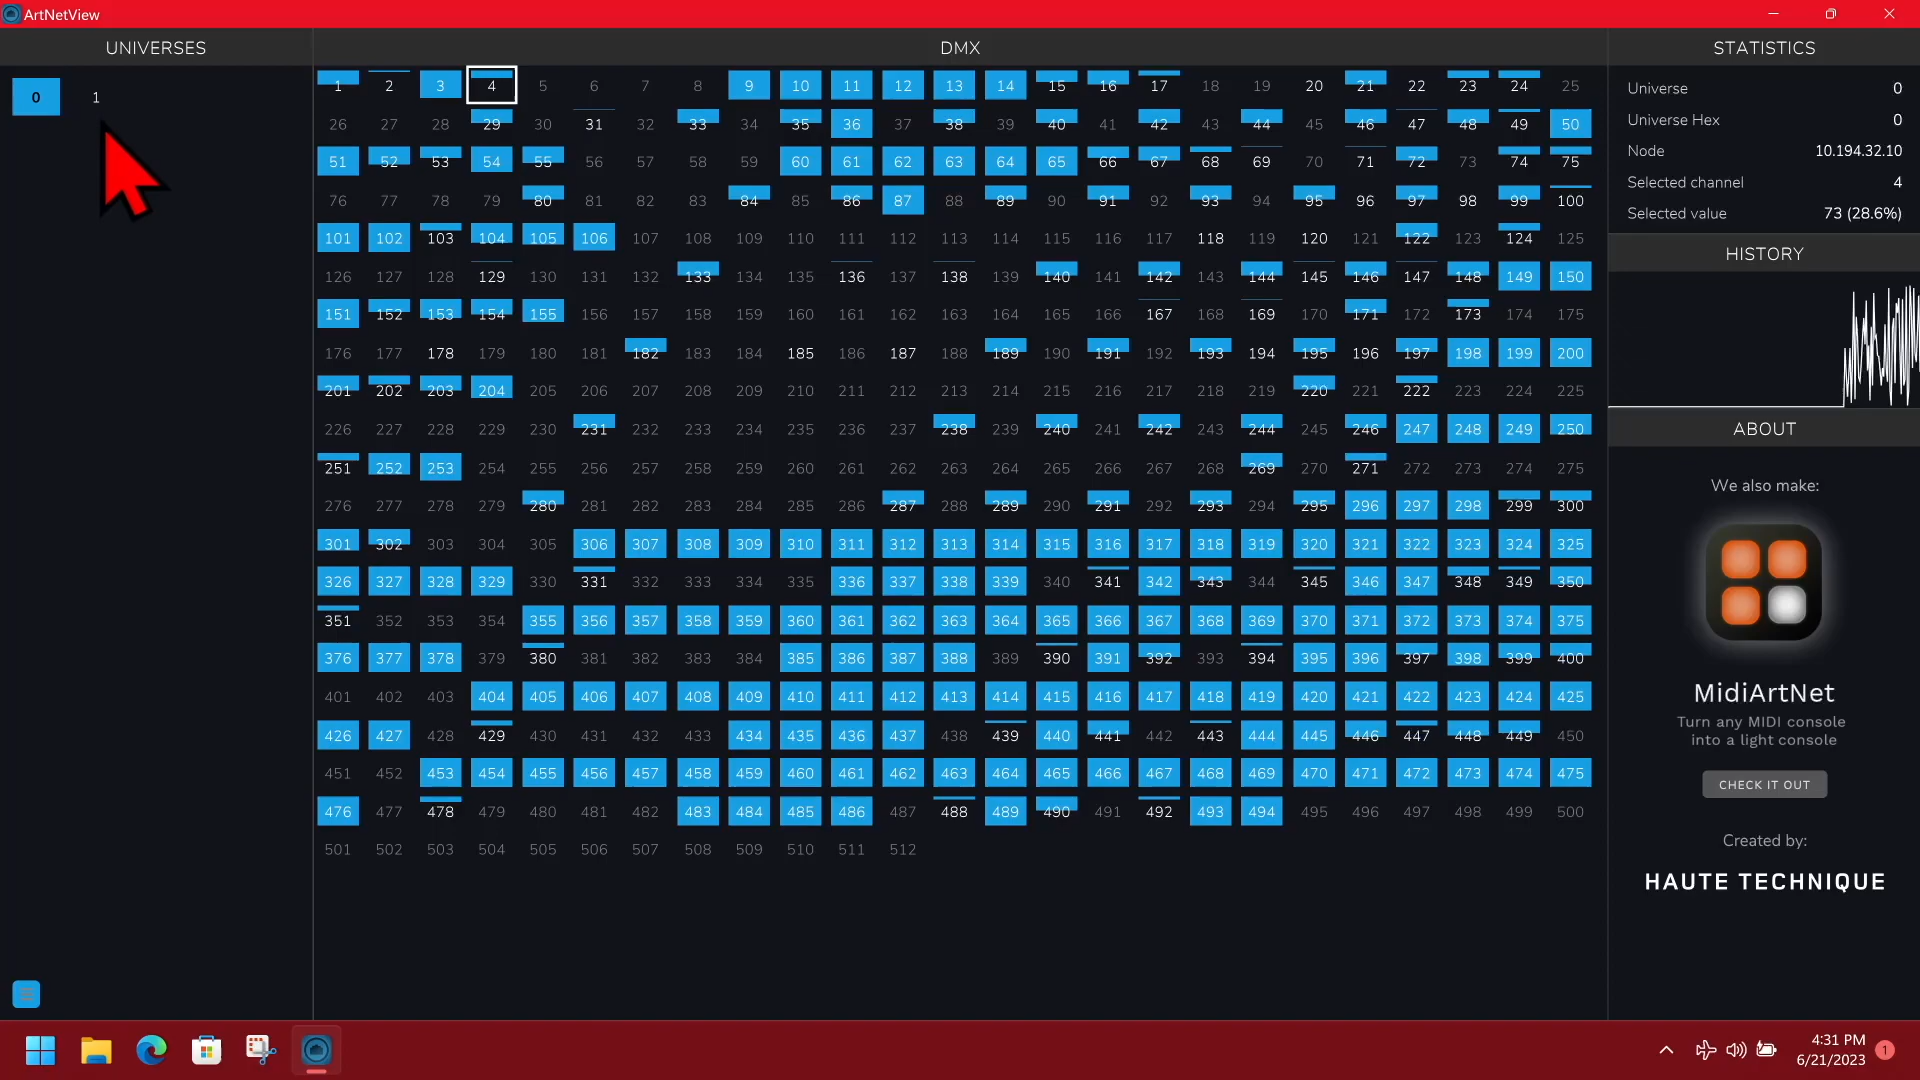 ArtNetView
UNIVERSES
DMX
STATISTICS
0 1
1 2 3 4 5 6 7 8 9 10 11 12 13 14 15 16 17 18 19 20 21 22 23 24 25
26 27 28 29 30 31 32 33 34 35 36 37 38 39 40 41 42 43 44 45 46 47 48 49 50
51 52 53 54 55 56 57 58 59 60 61 62 63 64 65 66 67 68 69 70 71 72 73 74 75
76 77 78 79 80 81 82 83 84 85 86 87 88 89 90 91 92 93 94 95 96 97 98 99 100
101 102 103 104 105 106 107 108 109 110 111 112 113 114 115 116 117 118 119 120 121 122 123 124 125
126 127 128 129 130 131 132 133 134 135 136 137 138 139 140 141 142 143 144 145 146 147 148 149 150
151 152 153 154 155 156 157 158 159 160 161 162 163 164 165 166 167 168 169 170 171 172 173 174 175
176 177 178 179 180 181 182 183 184 185 186 187 188 189 190 191 192 193 194 195 196 197 198 199 200
201 202 203 204 205 206 207 208 209 210 211 212 213 214 215 216 217 218 219 220 221 222 223 224 225
226 227 228 229 230 231 232 233 234 235 236 237 238 239 240 241 242 243 244 245 246 247 248 249 250
251 252 253 254 255 256 257 258 259 260 261 262 263 264 265 266 267 268 269 270 271 272 273 274 275
276 277 278 279 280 281 282 283 284 285 286 287 288 289 290 291 292 293 294 295 296 297 298 299 300
301 302 303 304 305 306 307 308 309 310 311 312 313 314 315 316 317 318 319 320 321 322 323 324 325
326 327 328 329 330 331 332 333 334 335 336 337 338 339 340 341 342 343 344 345 346 347 348 349 350
351 352 353 354 355 356 357 358 359 360 361 362 363 364 365 366 367 368 369 370 371 372 373 374 375
376 377 378 379 380 381 382 383 384 385 386 387 388 389 390 391 392 393 394 395 396 397 398 399 400
401 402 403 404 405 406 407 408 409 410 411 412 413 414 415 416 417 418 419 420 421 422 423 424 425
426 427 428 429 430 431 432 433 434 435 436 437 438 439 440 441 442 443 444 445 446 447 448 449 450
451 452 453 454 455 456 457 458 459 460 461 462 463 464 465 466 467 468 469 470 471 472 473 474 475
476 477 478 479 480 481 482 483 484 485 486 487 488 489 490 491 492 493 494 495 496 497 498 499 500
501 502 503 504 505 506 507 508 509 510 511 512
Universe 0
Universe Hex 0
Node 10.194.32.10
Selected channel 4
Selected value 73 (28.6%)
HISTORY
ABOUT
We also make:
MidiArtNet
Turn any MIDI console
into a light console
CHECK IT OUT
Created by:
HAUTE TECHNIQUE
4:31 PM
6/21/2023
1